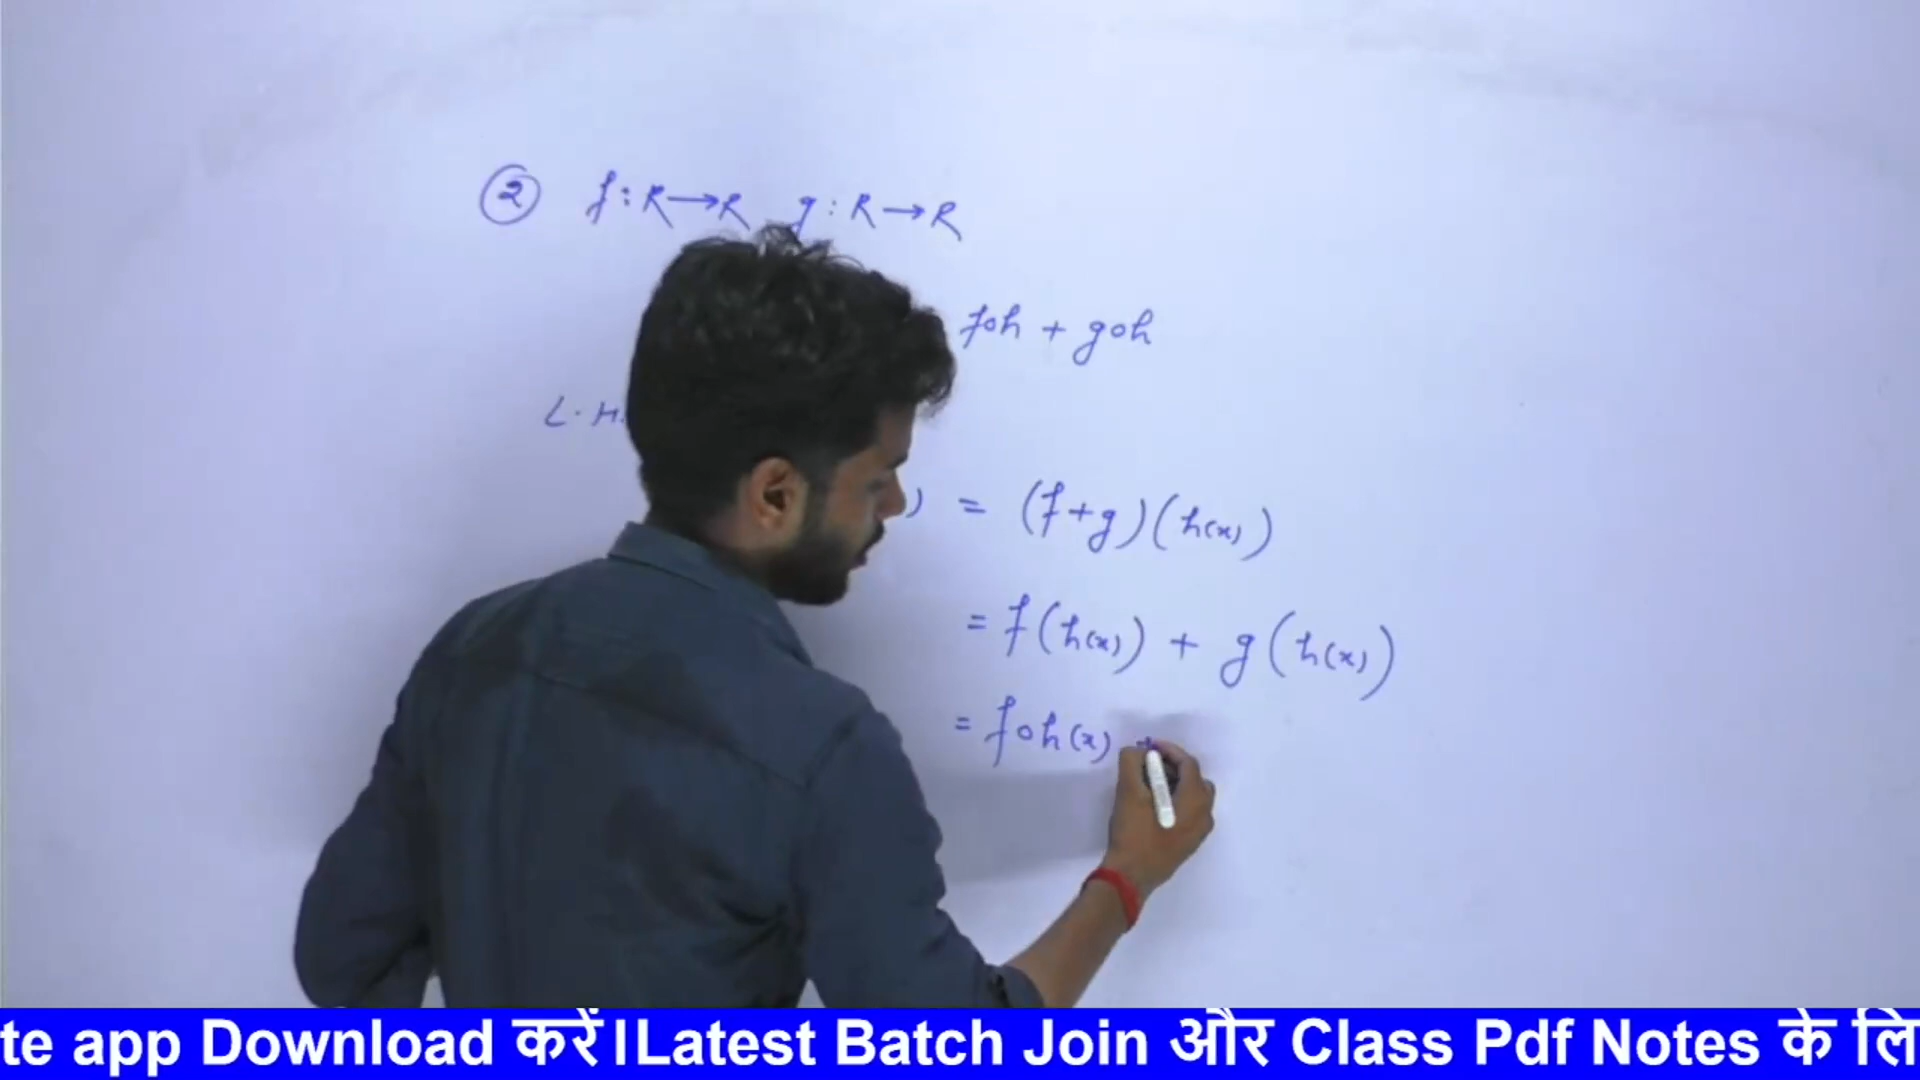 ② f : R → R g : R → R
foh + goh
L. H.
) = (f+g)(h(x))
= f(h(x)) + g(h(x))
= foh(x) +
te app Download करें।Latest Batch Join और Class Pdf Notes के लि